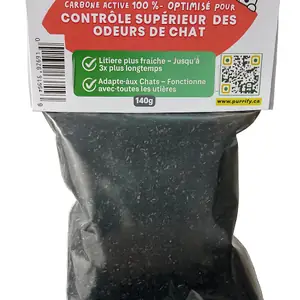 CARBONE ACTIVÉ 100 % - OPTIMISÉ POUR
CONTRÔLE SUPÉRIEUR DES
ODEURS DE CHAT
Litière plus fraîche – Jusqu'à
3x plus longtemps
Adapté-aux Chats – Fonctionne
avec-toutes les utières
140g
www.purrify.ca